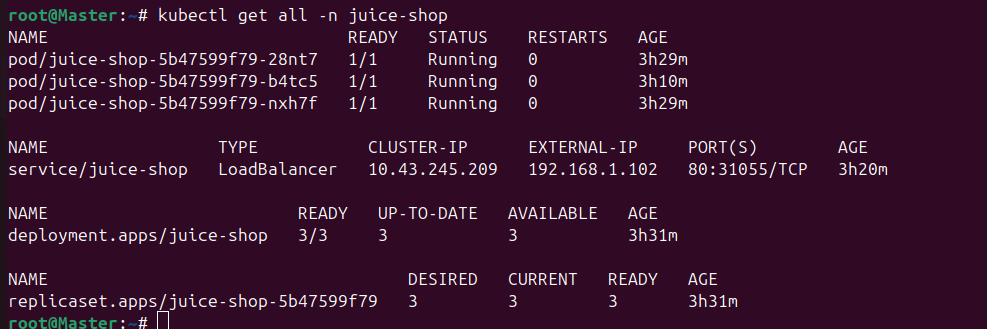 root@Master:~# kubectl get all -n juice-shop
NAME                              READY   STATUS    RESTARTS   AGE
pod/juice-shop-5b47599f79-28nt7   1/1     Running   0          3h29m
pod/juice-shop-5b47599f79-b4tc5   1/1     Running   0          3h10m
pod/juice-shop-5b47599f79-nxh7f   1/1     Running   0          3h29m
NAME                 TYPE           CLUSTER-IP      EXTERNAL-IP     PORT(S)        AGE
service/juice-shop   LoadBalancer   10.43.245.209   192.168.1.102   80:31055/TCP   3h20m
NAME                         READY   UP-TO-DATE   AVAILABLE   AGE
deployment.apps/juice-shop   3/3     3            3           3h31m
NAME                                    DESIRED   CURRENT   READY   AGE
replicaset.apps/juice-shop-5b47599f79   3         3         3       3h31m
root@Master:~#